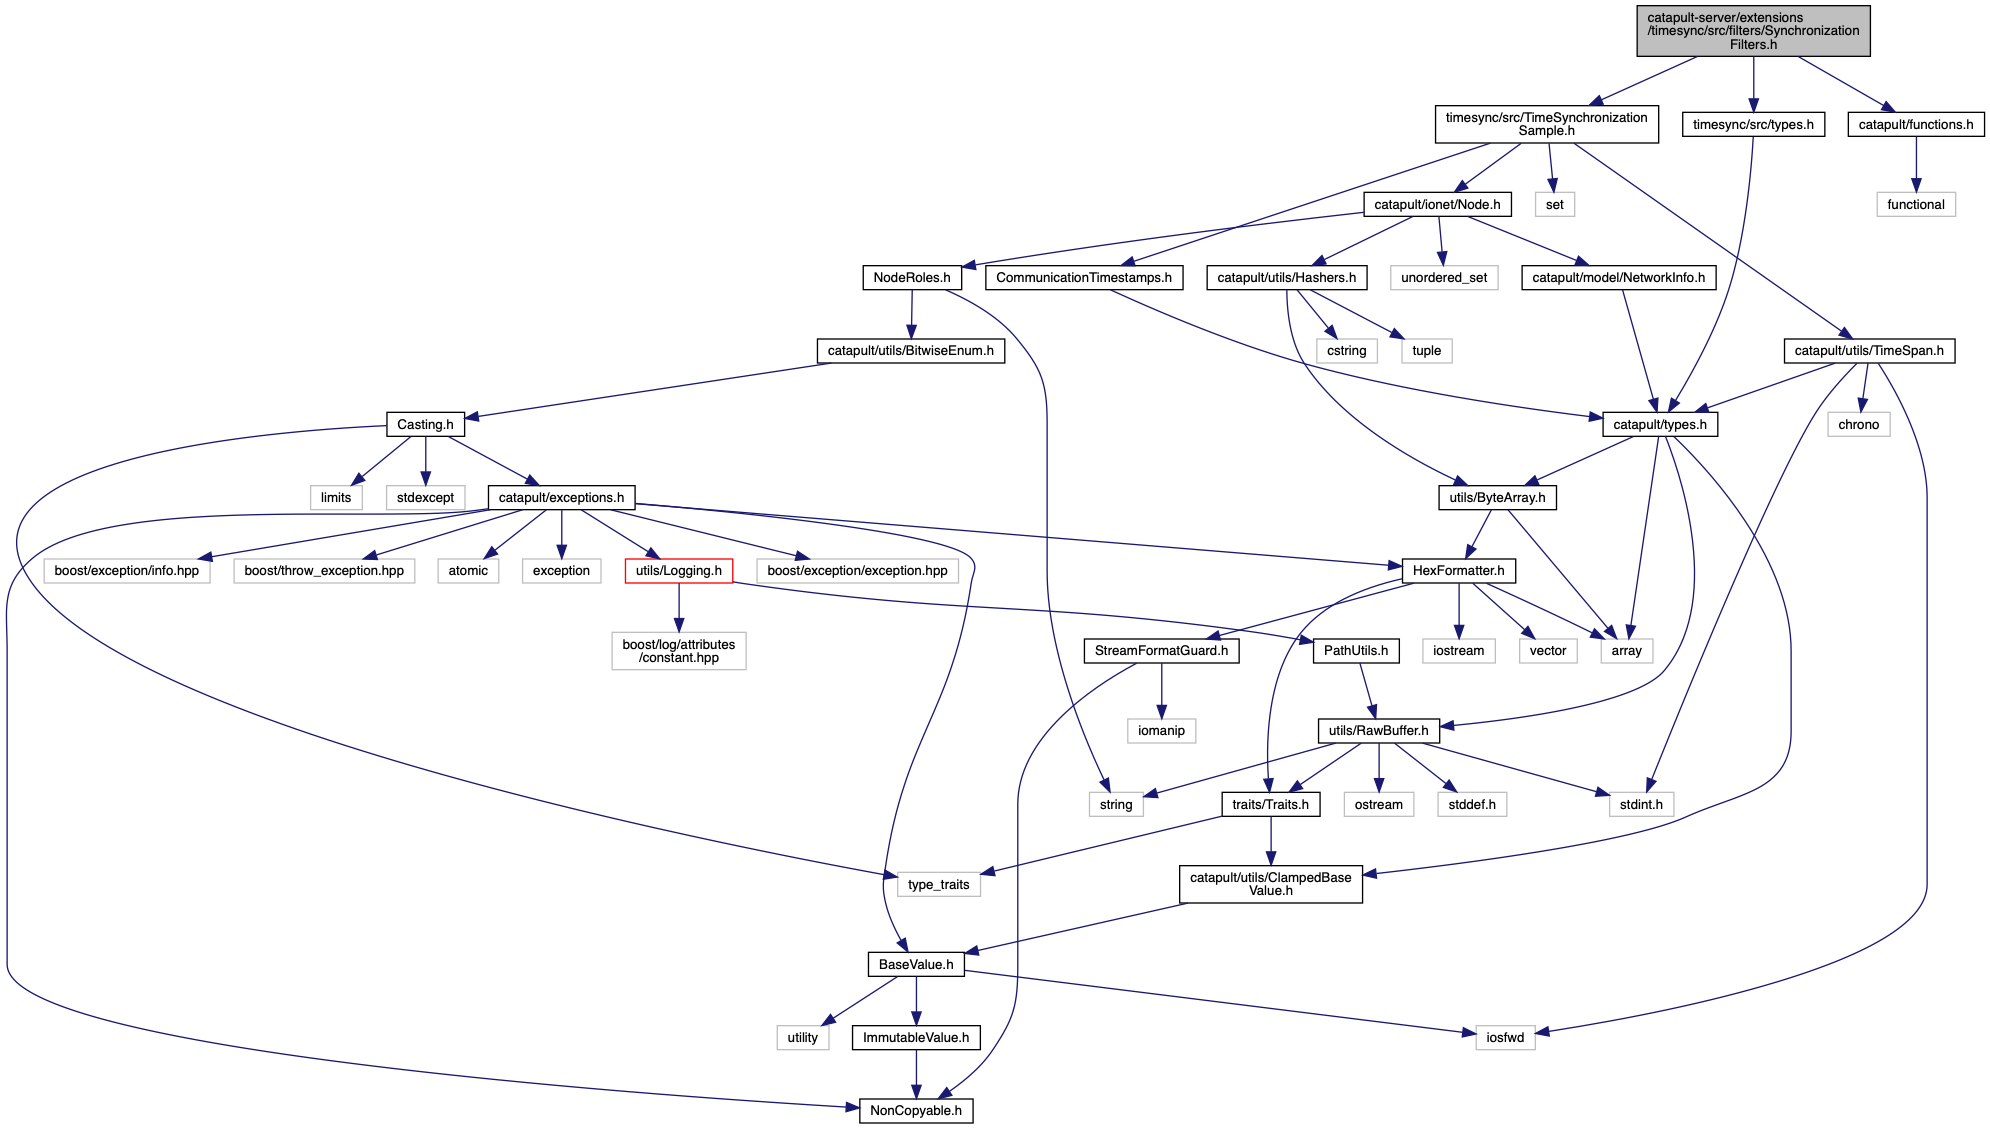 catapult-server/extensions
/timesync/src/filters/Synchronization
Filters.h
timesync/src/TimeSynchronization
Sample.h
timesync/src/types.h
catapult/functions.h
catapult/ionet/Node.h
set
functional
NodeRoles.h
CommunicationTimestamps.h
catapult/utils/Hashers.h
unordered_set
catapult/model/NetworkInfo.h
catapult/utils/BitwiseEnum.h
cstring
tuple
catapult/utils/TimeSpan.h
Casting.h
catapult/types.h
chrono
limits
stdexcept
catapult/exceptions.h
utils/ByteArray.h
boost/exception/info.hpp
boost/throw_exception.hpp
atomic
exception
utils/Logging.h
boost/exception/exception.hpp
HexFormatter.h
boost/log/attributes
/constant.hpp
StreamFormatGuard.h
PathUtils.h
iostream
vector
array
iomanip
utils/RawBuffer.h
string
traits/Traits.h
ostream
stddef.h
stdint.h
type_traits
catapult/utils/ClampedBase
Value.h
BaseValue.h
utility
ImmutableValue.h
iosfwd
NonCopyable.h